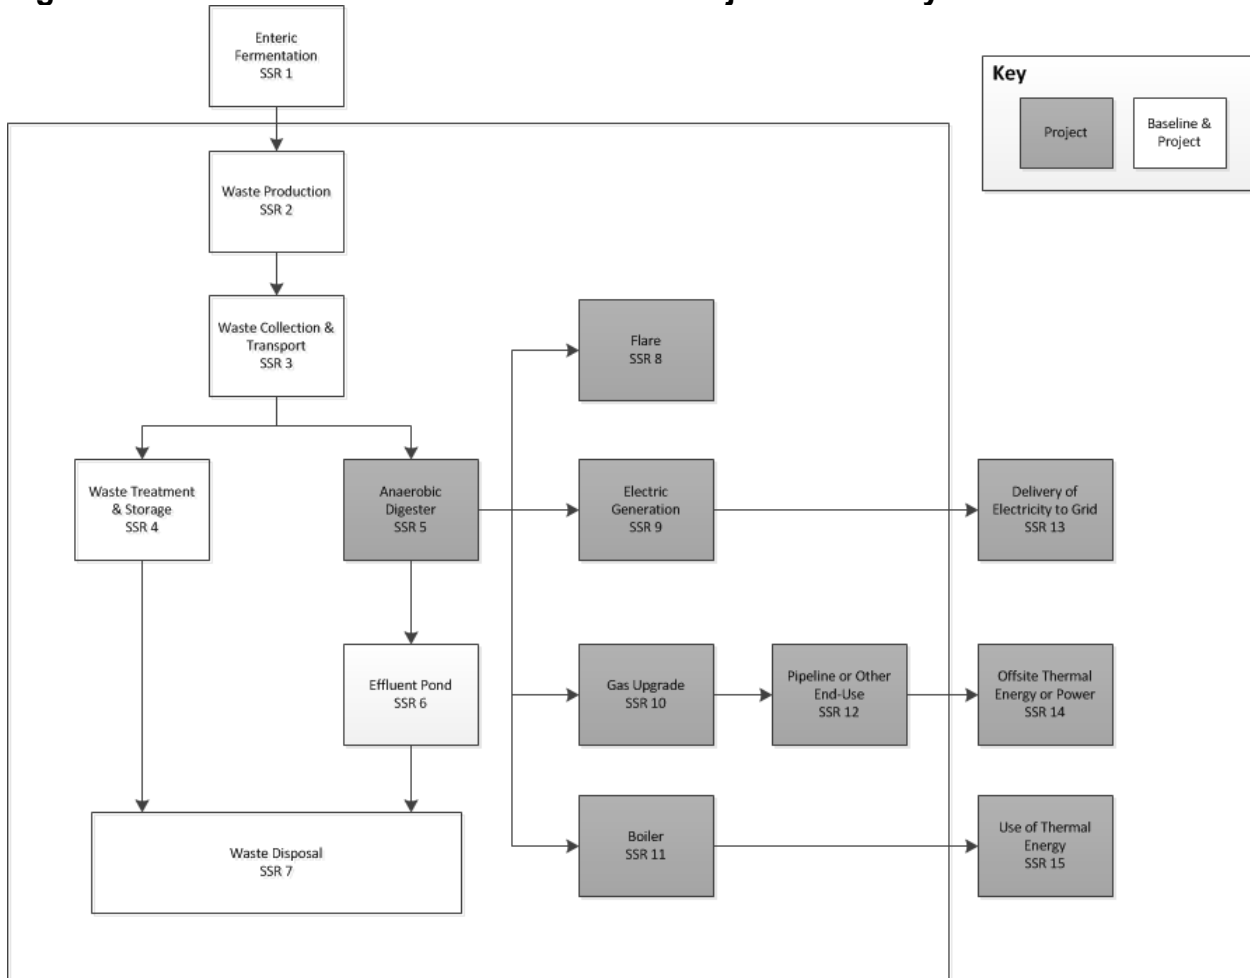 Enteric
Fermentation
SSR 1
Key
Project
Baseline &
Project
Waste Production
SSR 2
Waste Collection &
Transport
SSR 3
Flare
SSR 8
Waste Treatment
& Storage
SSR 4
Anaerobic
Digester
SSR 5
Electric
Generation
SSR 9
Delivery of
Electricity to Grid
SSR 13
Effluent Pond
SSR 6
Gas Upgrade
SSR 10
Pipeline or Other
End-Use
SSR 12
Offsite Thermal
Energy or Power
SSR 14
Waste Disposal
SSR 7
Boiler
SSR 11
Use of Thermal
Energy
SSR 15